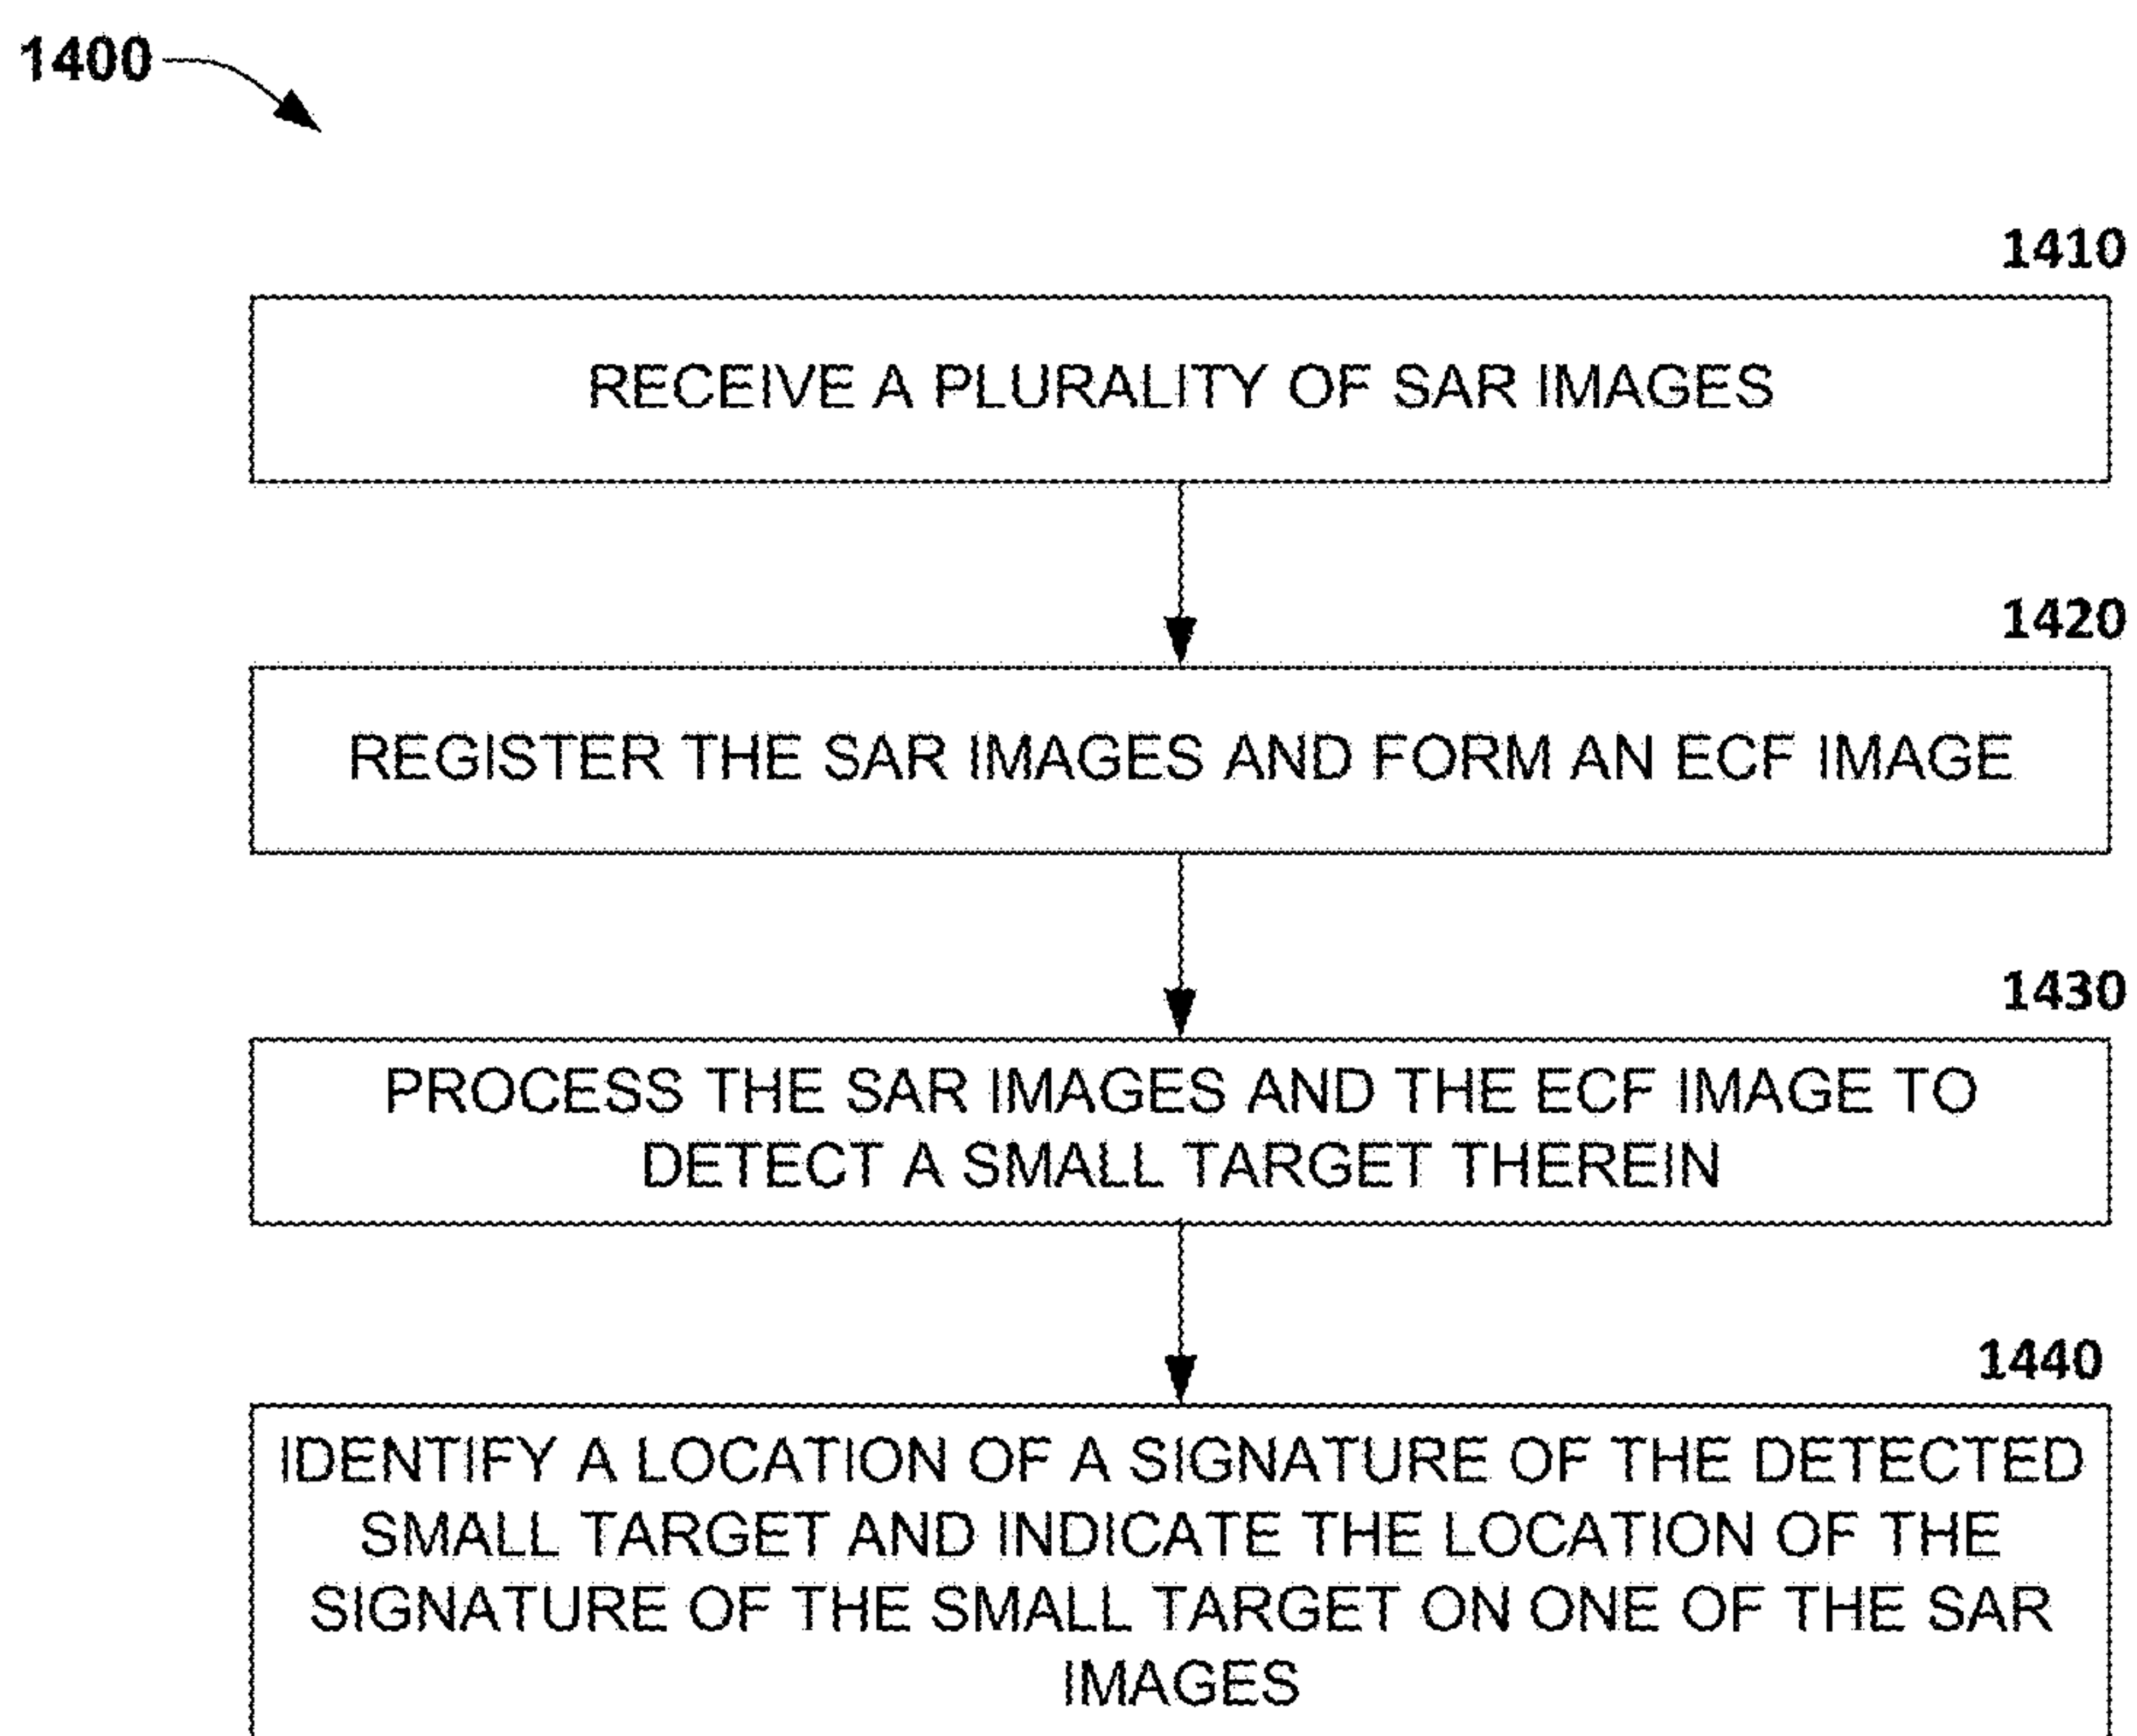 1400
1410
RECEIVE A PLURALITY OF SAR IMAGES
1420
REGISTER THE SAR IMAGES AND FORM AN ECF IMAGE
1430
PROCESS THE SAR IMAGES AND THE ECF IMAGE TO
DETECT A SMALL TARGET THEREIN
1440
IDENTIFY A LOCATION OF A SIGNATURE OF THE DETECTED
SMALL TARGET AND INDICATE THE LOCATION OF THE
SIGNATURE OF THE SMALL TARGET ON ONE OF THE SAR
IMAGES